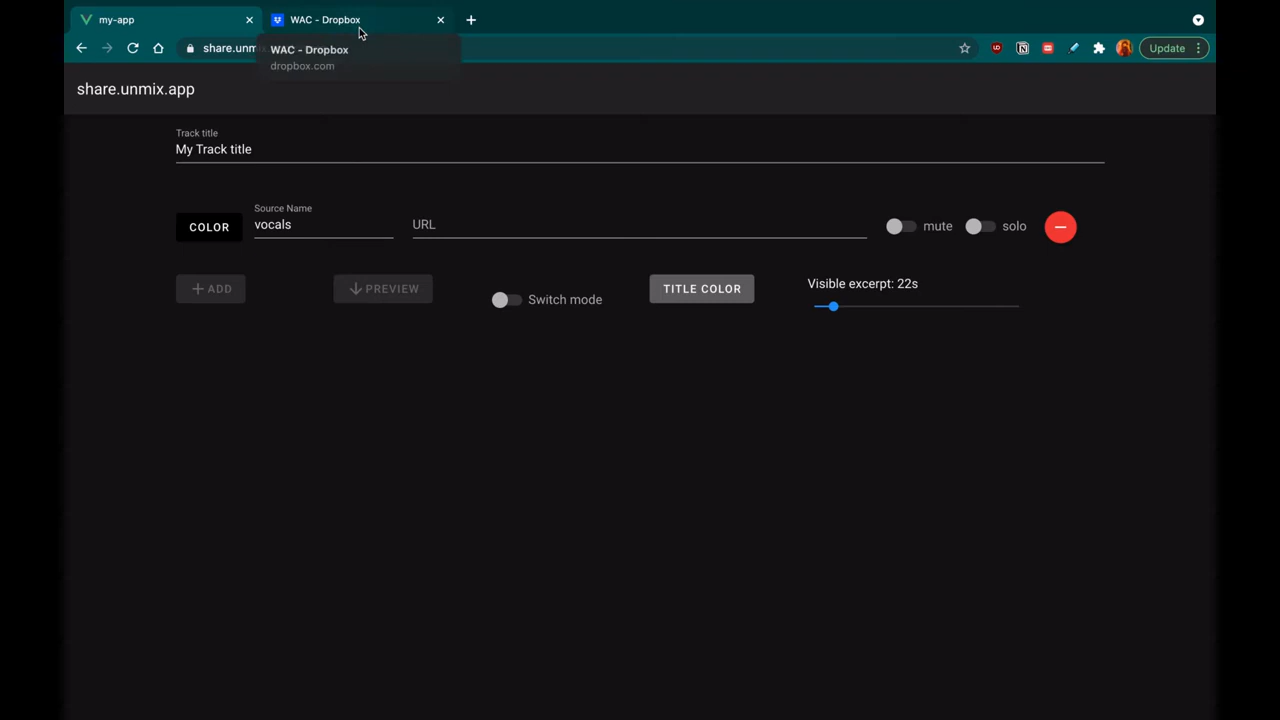 my-app
WAC - Dropbox
share.unm
WAC - Dropbox
dropbox.com
Update
share.unmix.app
Track title
My Track title
COLOR
Source Name
vocals
URL
mute
solo
+ ADD
PREVIEW
Switch mode
TITLE COLOR
Visible excerpt: 22s